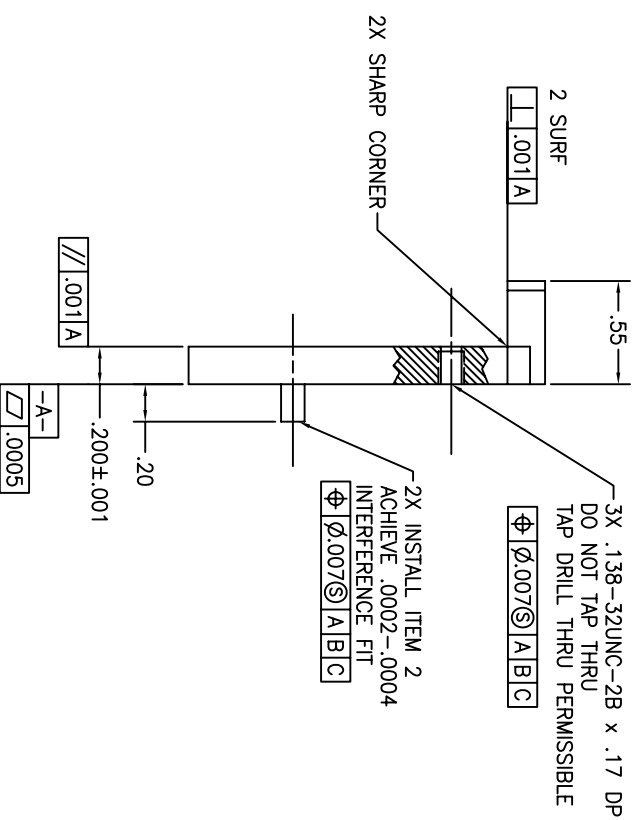 2 SURF
⟂ .001 A
2X SHARP CORNER
.55
3X .138-32UNC-2B x .17 DP
DO NOT TAP THRU
TAP DRILL THRU PERMISSIBLE
⌖ Ø.007Ⓢ A B C
2X INSTALL ITEM 2
ACHIEVE .0002-.0004
INTERFERENCE FIT
⌖ Ø.007Ⓢ A B C
// .001 A
.200±.001
.20
-A-
⏥ .0005